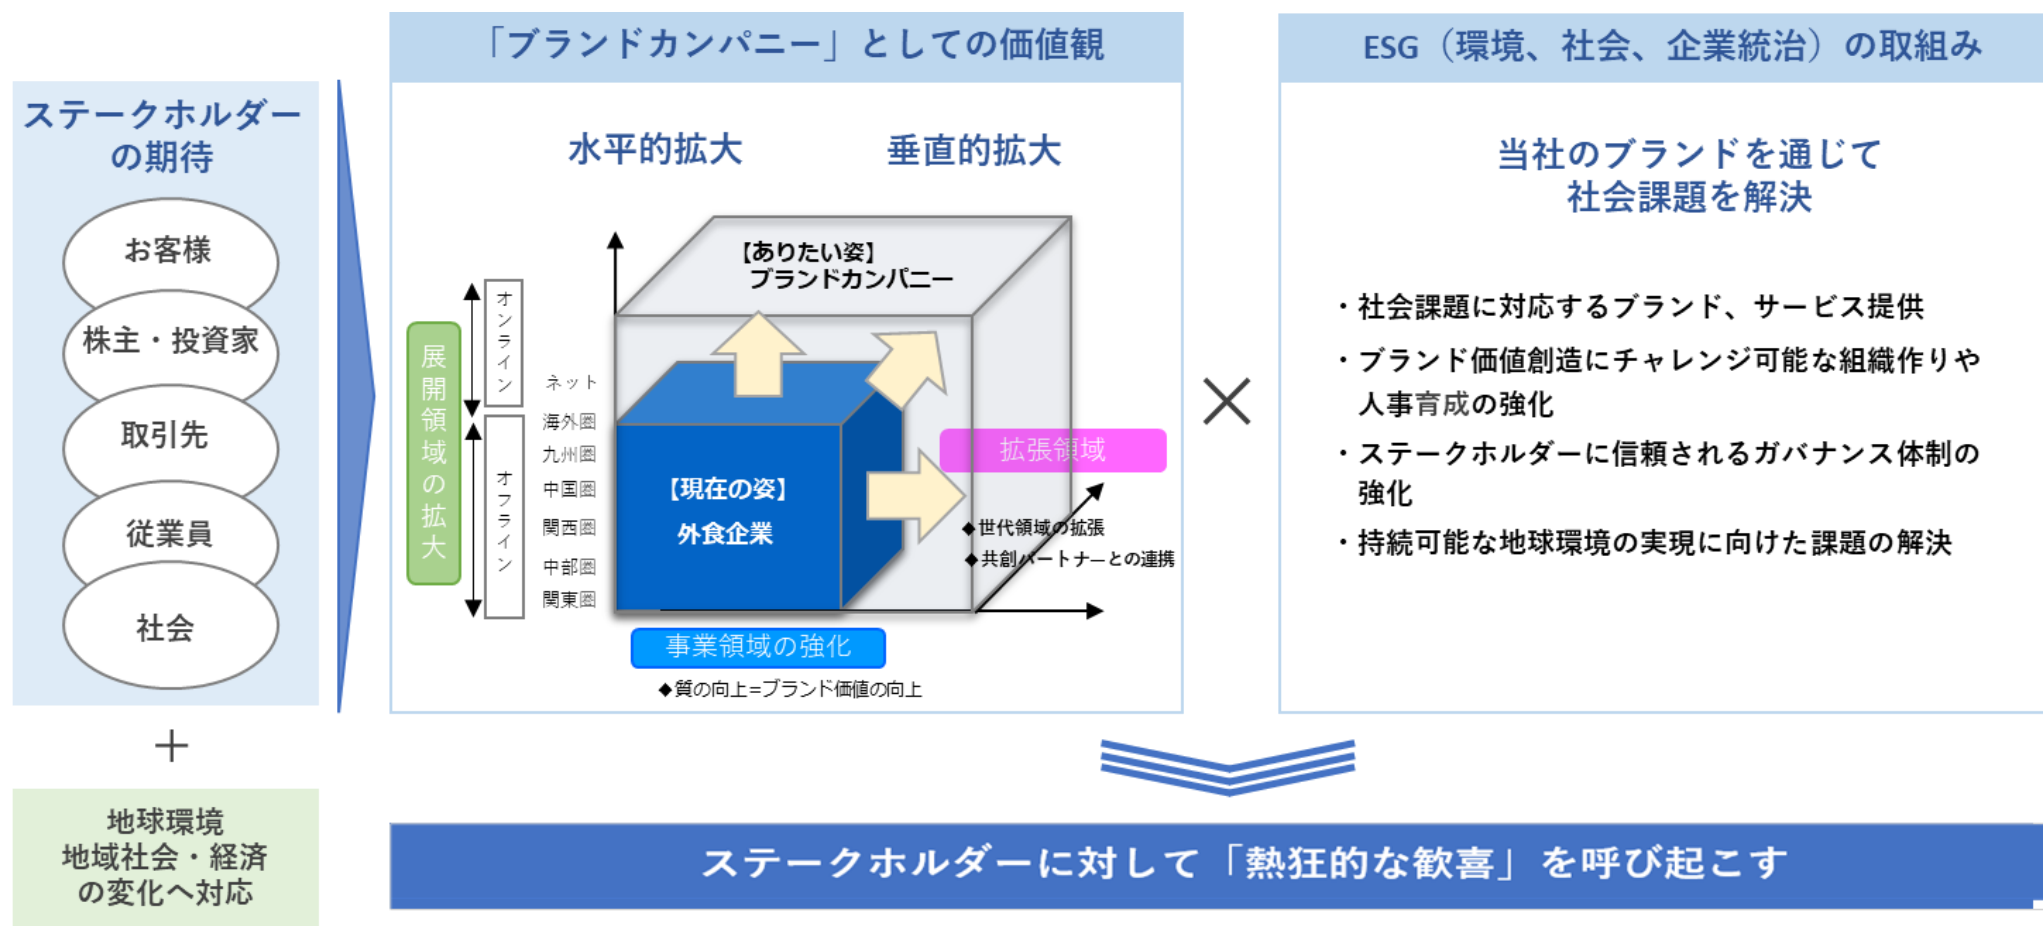 ステークホルダー
の期待
お客様
株主・投資家
取引先
従業員
社会
＋
地球環境
地域社会・経済
の変化へ対応
「ブランドカンパニー」としての価値観
水平的拡大
垂直的拡大
【ありたい姿】
ブランドカンパニー
展開領域の拡大
オンライン
オフライン
ネット
海外圏
九州圏
中国圏
関西圏
中部圏
関東圏
【現在の姿】
外食企業
拡張領域
◆世代領域の拡張
◆共創パートナーとの連携
事業領域の強化
◆質の向上=ブランド価値の向上
×
ESG（環境、社会、企業統治）の取組み
当社のブランドを通じて
社会課題を解決
・社会課題に対応するブランド、サービス提供
・ブランド価値創造にチャレンジ可能な組織作りや
人事育成の強化
・ステークホルダーに信頼されるガバナンス体制の
強化
・持続可能な地球環境の実現に向けた課題の解決
ステークホルダーに対して「熱狂的な歓喜」を呼び起こす